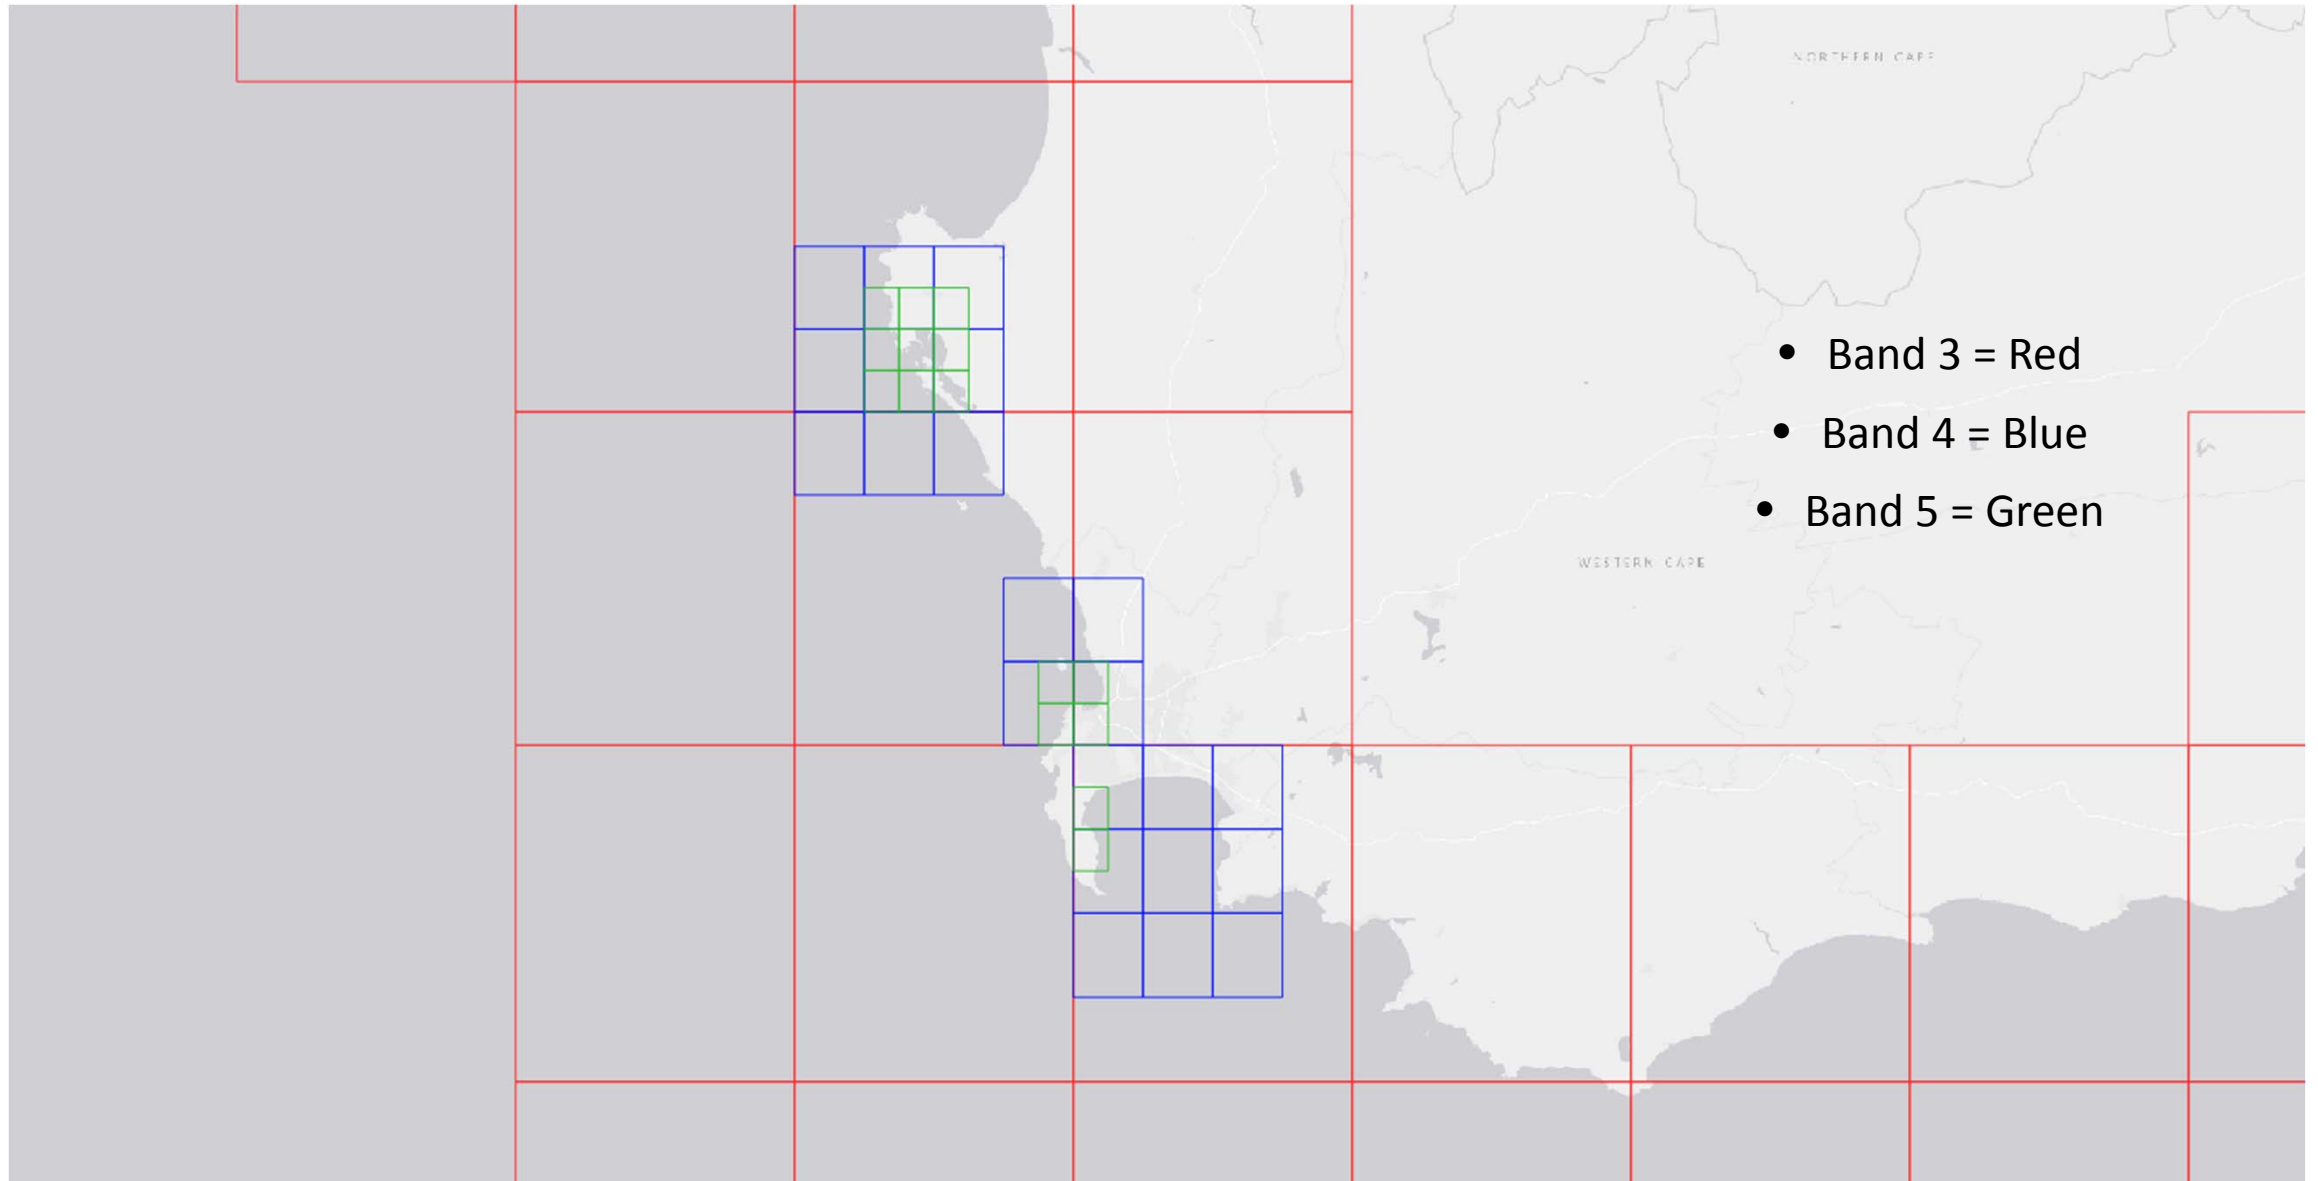 NORTHERN CAPE
• Band 3 = Red
• Band 4 = Blue
• Band 5 = Green
WESTERN CAPE